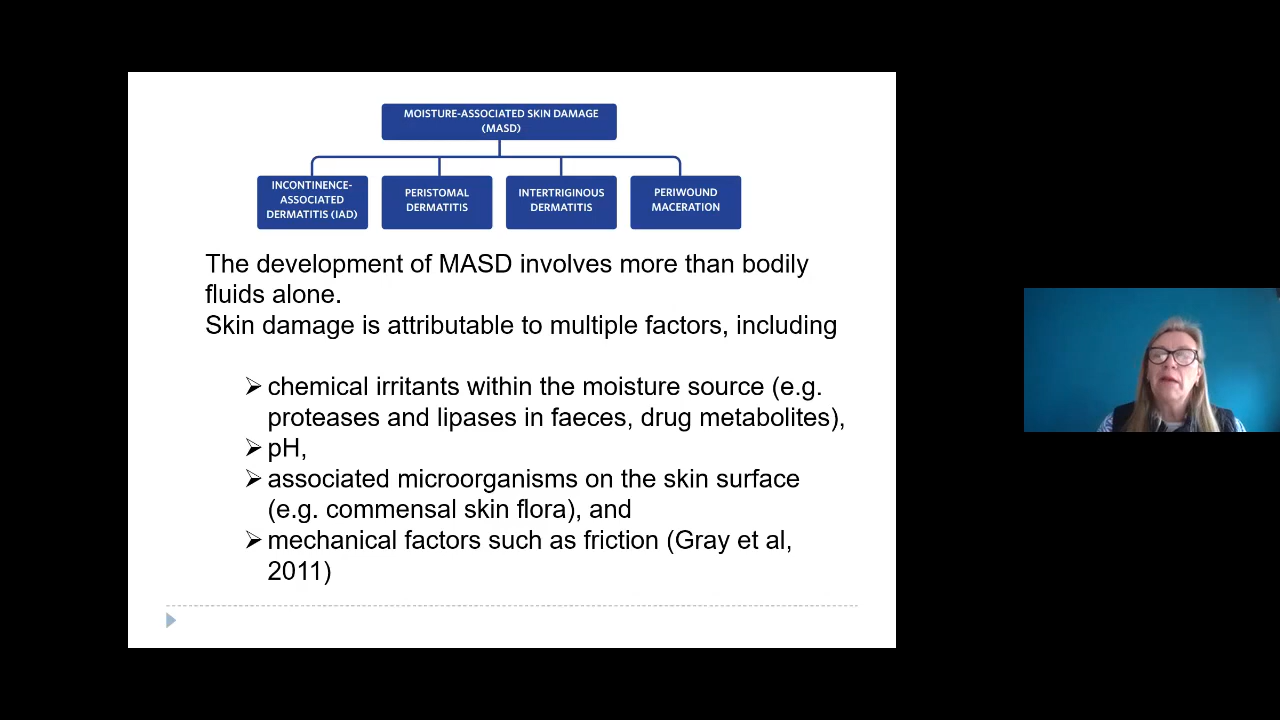 MOISTURE-ASSOCIATED SKIN DAMAGE
(MASD)
INCONTINENCE-
ASSOCIATED
DERMATITIS (IAD)
PERISTOMAL
DERMATITIS
INTERTRIGINOUS
DERMATITIS
PERIWOUND
MACERATION
The development of MASD involves more than bodily
fluids alone.
Skin damage is attributable to multiple factors, including
➢ chemical irritants within the moisture source (e.g.
proteases and lipases in faeces, drug metabolites),
➢ pH,
➢ associated microorganisms on the skin surface
(e.g. commensal skin flora), and
➢ mechanical factors such as friction (Gray et al,
2011)